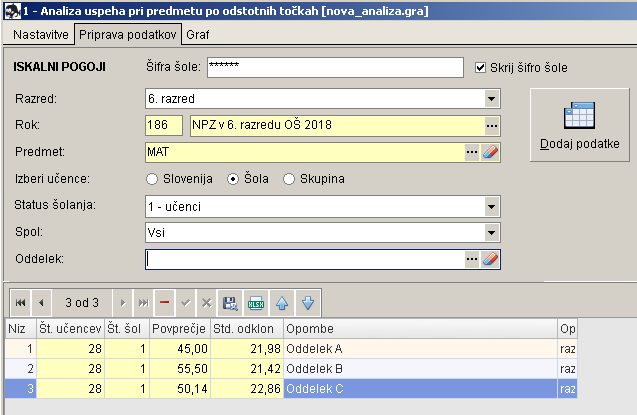 1 - Analiza uspeha pri predmetu po odstotnih točkah [nova_analiza.gra]
Nastavitve Priprava podatkov Graf
ISKALNI POGOJI Šifra šole: ****** Skrij šifro šole
Razred: 6. razred
Rok: 186 NPZ v 6. razredu OŠ 2018 ...
Predmet: MAT ...
Dodaj podatke
Izberi učence: Slovenija Šola Skupina
Status šolanja: 1 - učenci
Spol: Vsi
Oddelek: ...
3 od 3 XLSX
Niz Št. učencev Št. šol Povprečje Std. odklon Opombe Op
1 28 1 45,00 21,98 Oddelek A raz
2 28 1 55,50 21,42 Oddelek B raz
3 28 1 50,14 22,86 Oddelek C raz